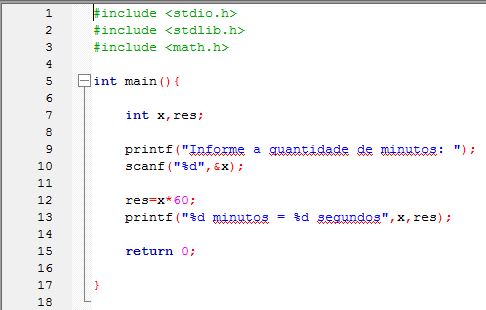 1 #include <stdio.h>
2 #include <stdlib.h>
3 #include <math.h>
4
5 int main(){
6
7 int x,res;
8
9 printf("Informe a quantidade de minutos: ");
10 scanf("%d",&x);
11
12 res=x*60;
13 printf("%d minutos = %d segundos",x,res);
14
15 return 0;
16
17 }
18